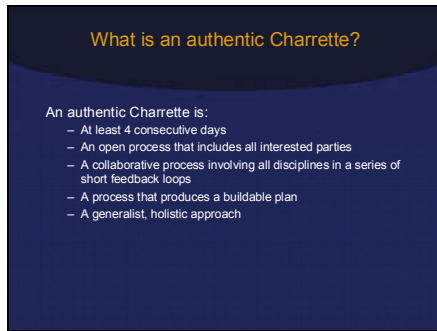 What is an authentic Charrette?
An authentic Charrette is:
– At least 4 consecutive days
– An open process that includes all interested parties
– A collaborative process involving all disciplines in a series of
short feedback loops
– A process that produces a buildable plan
– A generalist, holistic approach